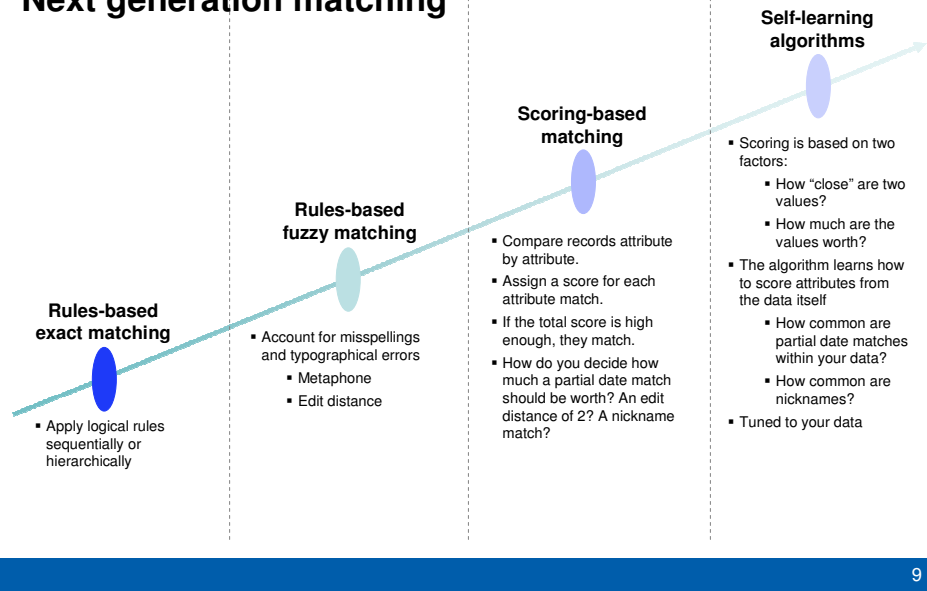 Next generation matching
Rules-based
exact matching
▪ Apply logical rules
sequentially or
hierarchically
Rules-based
fuzzy matching
▪ Account for misspellings
and typographical errors
▪ Metaphone
▪ Edit distance
Scoring-based
matching
▪ Compare records attribute
by attribute.
▪ Assign a score for each
attribute match.
▪ If the total score is high
enough, they match.
▪ How do you decide how
much a partial date match
should be worth? An edit
distance of 2? A nickname
match?
Self-learning
algorithms
▪ Scoring is based on two
factors:
▪ How “close” are two
values?
▪ How much are the
values worth?
▪ The algorithm learns how
to score attributes from
the data itself
▪ How common are
partial date matches
within your data?
▪ How common are
nicknames?
▪ Tuned to your data
9